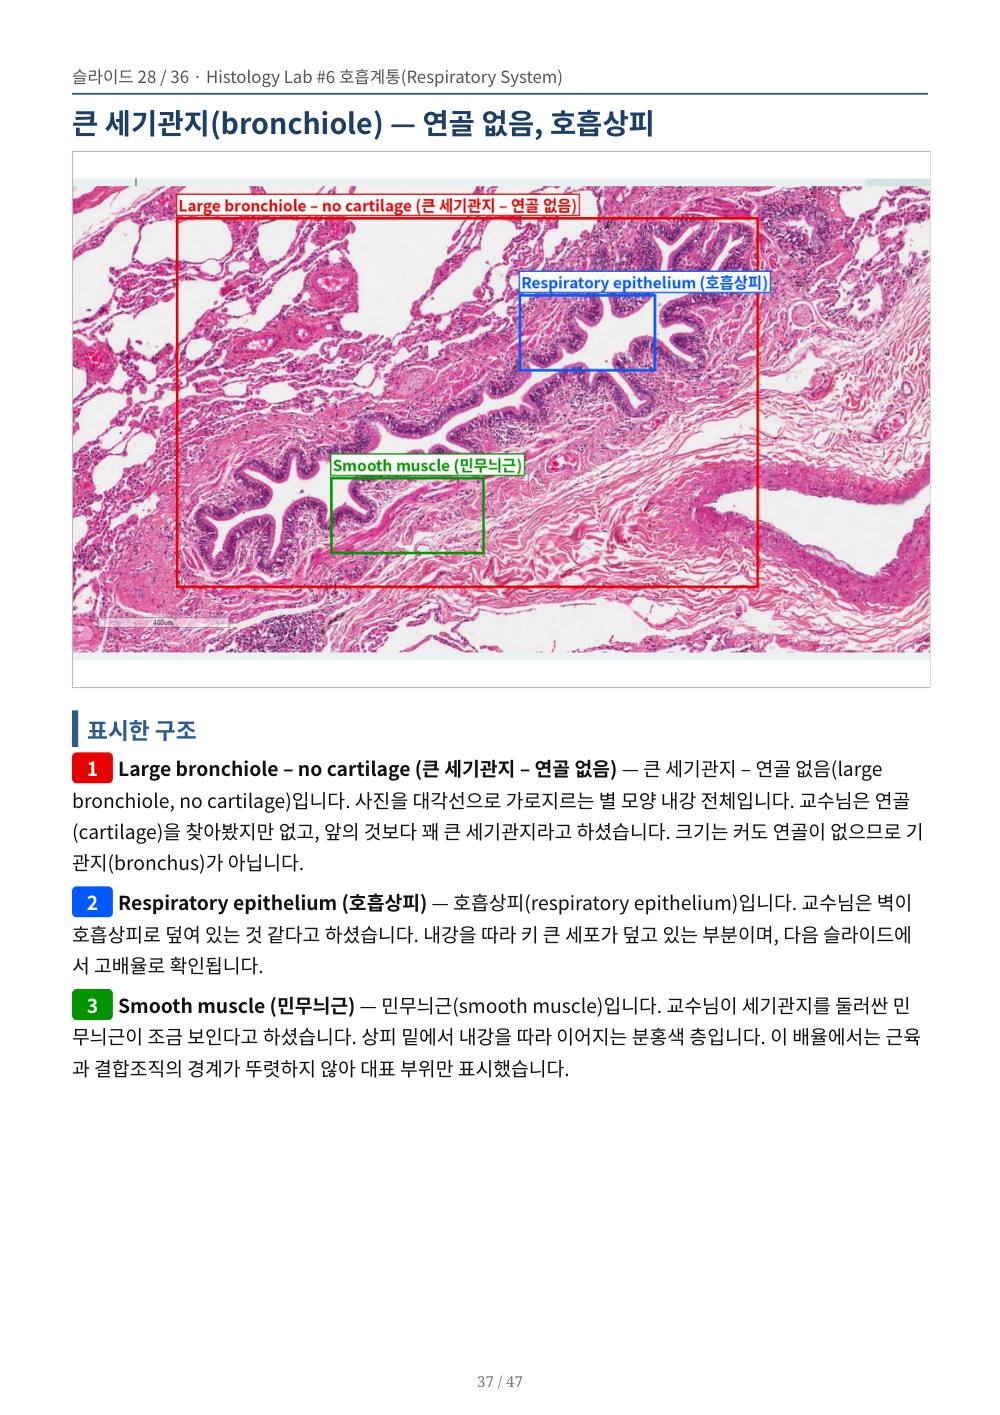 슬라이드 28 / 36 · Histology Lab #6 호흡계통(Respiratory System)
큰 세기관지(bronchiole) — 연골 없음, 호흡상피
Large bronchiole – no cartilage (큰 세기관지 – 연골 없음)
Respiratory epithelium (호흡상피)
Smooth muscle (민무늬근)
400um
표시한 구조
1 Large bronchiole – no cartilage (큰 세기관지 – 연골 없음) — 큰 세기관지 – 연골 없음(large
bronchiole, no cartilage)입니다. 사진을 대각선으로 가로지르는 별 모양 내강 전체입니다. 교수님은 연골
(cartilage)을 찾아봤지만 없고, 앞의 것보다 꽤 큰 세기관지라고 하셨습니다. 크기는 커도 연골이 없으므로 기
관지(bronchus)가 아닙니다.
2 Respiratory epithelium (호흡상피) — 호흡상피(respiratory epithelium)입니다. 교수님은 벽이
호흡상피로 덮여 있는 것 같다고 하셨습니다. 내강을 따라 키 큰 세포가 덮고 있는 부분이며, 다음 슬라이드에
서 고배율로 확인됩니다.
3 Smooth muscle (민무늬근) — 민무늬근(smooth muscle)입니다. 교수님이 세기관지를 둘러싼 민
무늬근이 조금 보인다고 하셨습니다. 상피 밑에서 내강을 따라 이어지는 분홍색 층입니다. 이 배율에서는 근육
과 결합조직의 경계가 뚜렷하지 않아 대표 부위만 표시했습니다.
37 / 47